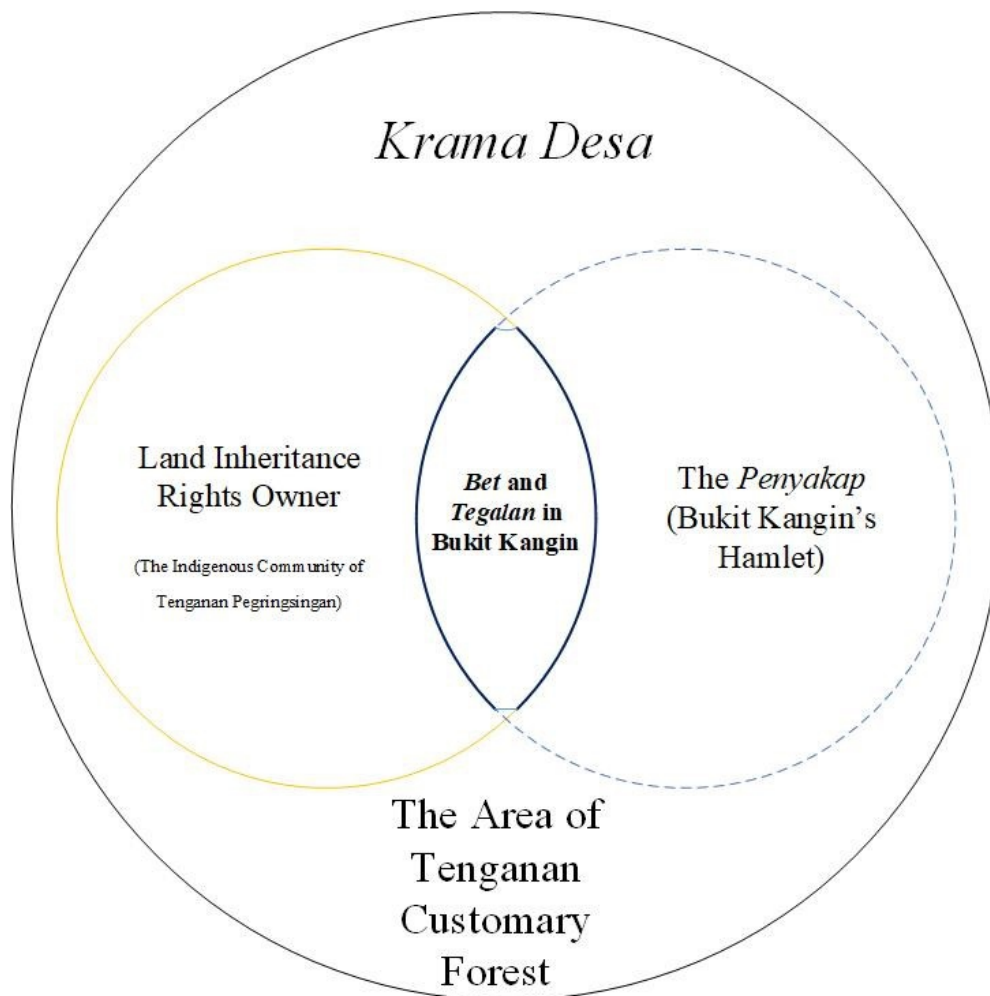 Krama Desa
Land Inheritance
Rights Owner
(The Indigenous Community of
Tenganan Pegringsingan)
Bet and
Tegalan in
Bukit Kangin
The Penyakap
(Bukit Kangin's
Hamlet)
The Area of
Tenganan
Customary
Forest